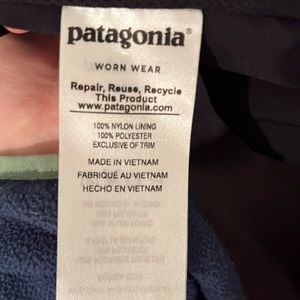 patagonia®
WORN WEAR
Repair, Reuse, Recycle
This Product
www.patagonia.com
100% NYLON LINING
100% POLYESTER
EXCLUSIVE OF TRIM
MADE IN VIETNAM
FABRIQUÉ AU VIETNAM
HECHO EN VIETNAM